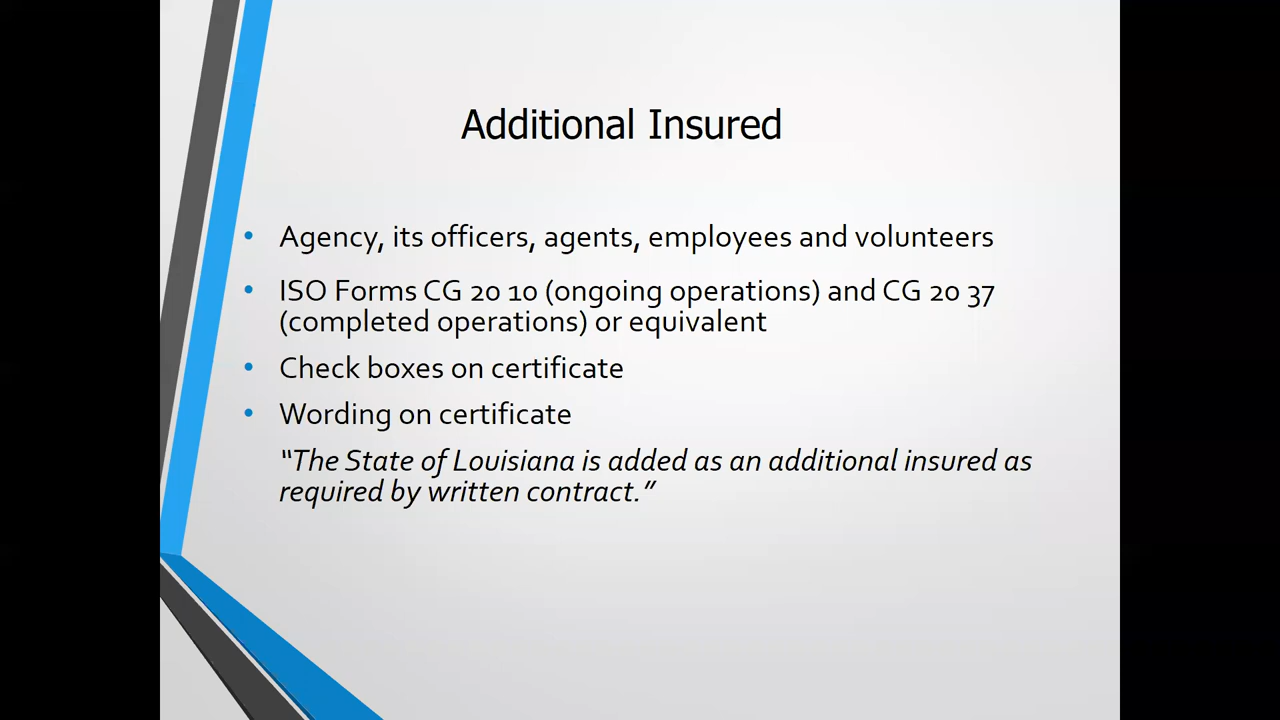 Additional Insured
• Agency, its officers, agents, employees and volunteers
• ISO Forms CG 20 10 (ongoing operations) and CG 20 37
(completed operations) or equivalent
• Check boxes on certificate
• Wording on certificate
“The State of Louisiana is added as an additional insured as
required by written contract.”